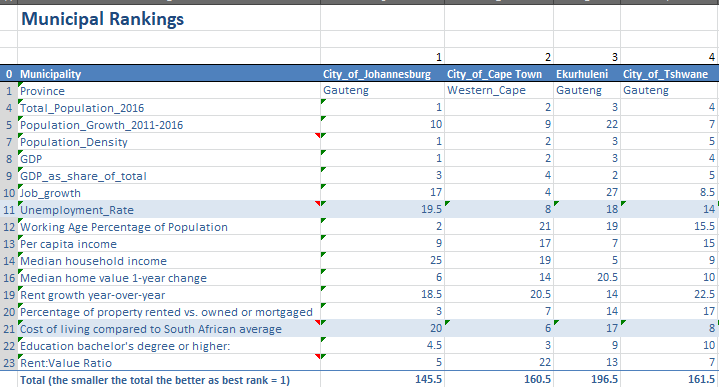 Municipal Rankings
1 2 3 4
0 Municipality City_of_Johannesburg City_of_Cape Town Ekurhuleni City_of_Tshwane
1 Province Gauteng Western_Cape Gauteng Gauteng
4 Total_Population_2016 1 2 3 4
5 Population_Growth_2011-2016 10 9 22 7
7 Population_Density 1 2 3 5
8 GDP 1 2 3 4
9 GDP_as_share_of_total 3 4 2 5
10 Job_growth 17 4 27 8.5
11 Unemployment_Rate 19.5 8 18 14
12 Working Age Percentage of Population 2 21 19 15.5
13 Per capita income 9 17 7 15
14 Median household income 25 19 5 9
16 Median home value 1-year change 6 14 20.5 10
19 Rent growth year-over-year 18.5 20.5 14 22.5
20 Percentage of property rented vs. owned or mortgaged 3 7 14 17
21 Cost of living compared to South African average 20 6 17 8
22 Education bachelor's degree or higher: 4.5 3 9 10
23 Rent:Value Ratio 5 22 13 7
Total (the smaller the total the better as best rank = 1) 145.5 160.5 196.5 161.5